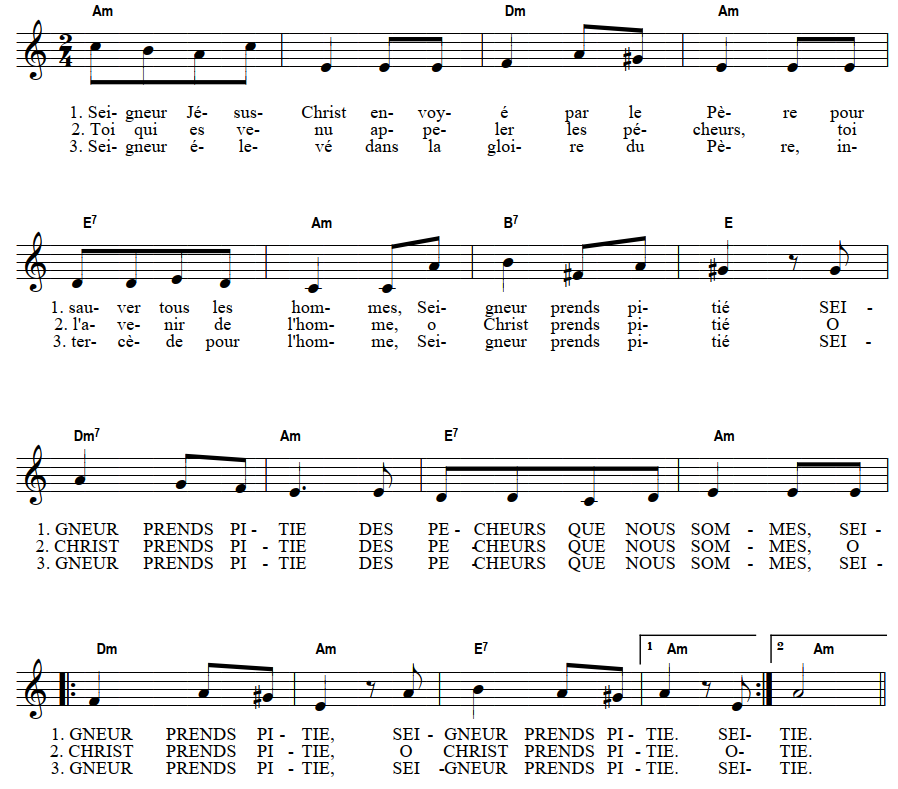 Am Dm Am
2
4
1. Sei- gneur Jé- sus- Christ en- voy- é par le Pè- re pour
2. Toi qui es ve- nu ap- pe- ler les pé- cheurs, toi
3. Sei- gneur é- le- vé dans la gloi- re du Pè- re, in-
E7 Am B7 E
1. sau- ver tous les hom- mes, Sei- gneur prends pi- tié SEI -
2. l'a- ve- nir de l'hom- me, o Christ prends pi- tié O
3. ter- cè- de pour l'hom- me, Sei- gneur prends pi- tié SEI -
Dm7 Am E7 Am
1. GNEUR PRENDS PI - TIE DES PE - CHEURS QUE NOUS SOM - MES, SEI -
2. CHRIST PRENDS PI - TIE DES PE - CHEURS QUE NOUS SOM - MES, O
3. GNEUR PRENDS PI - TIE DES PE - CHEURS QUE NOUS SOM - MES, SEI -
Dm Am E7 1 Am 2 Am
1. GNEUR PRENDS PI - TIE, SEI - GNEUR PRENDS PI - TIE. SEI- TIE.
2. CHRIST PRENDS PI - TIE, O CHRIST PRENDS PI - TIE. O- TIE.
3. GNEUR PRENDS PI - TIE, SEI -GNEUR PRENDS PI - TIE. SEI- TIE.